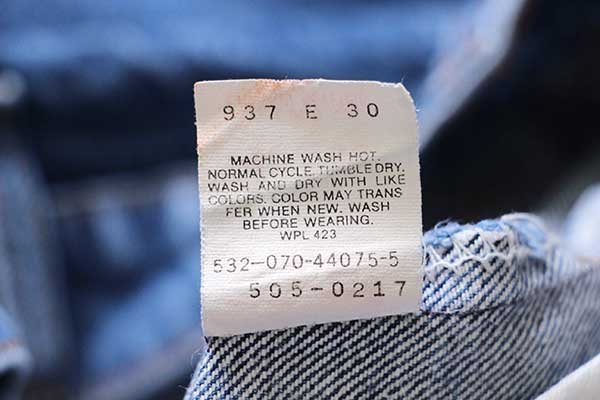 937 E 30
MACHINE WASH HOT.
NORMAL CYCLE. TUMBLE DRY.
WASH AND DRY WITH LIKE
COLORS. COLOR MAY TRANS
FER WHEN NEW. WASH
BEFORE WEARING.
WPL 423
532-070-44075-5
505-0217